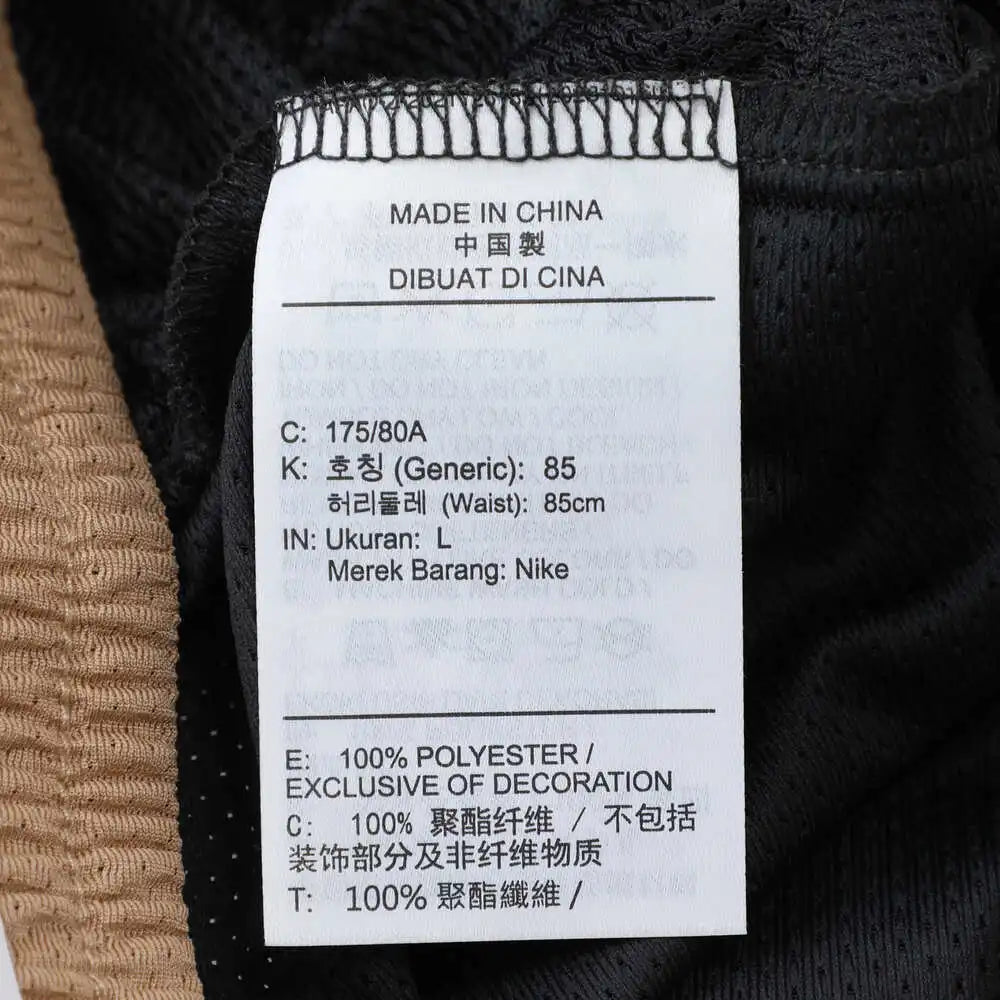 MADE IN CHINA
中国製
DIBUAT DI CINA
C: 175/80A
K: 호칭 (Generic): 85
허리둘레 (Waist): 85cm
IN: Ukuran: L
Merek Barang: Nike
E: 100% POLYESTER /
EXCLUSIVE OF DECORATION
C: 100% 聚酯纤维 / 不包括
装饰部分及非纤维物质
T: 100% 聚酯纖維 /